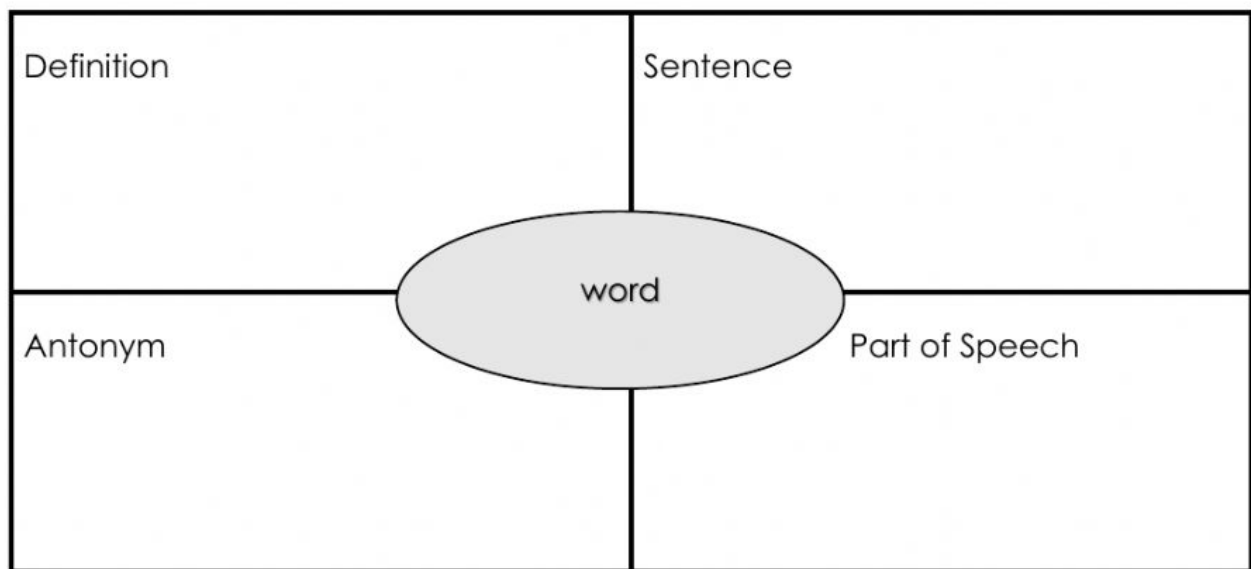 Definition
Sentence
word
Antonym
Part of Speech